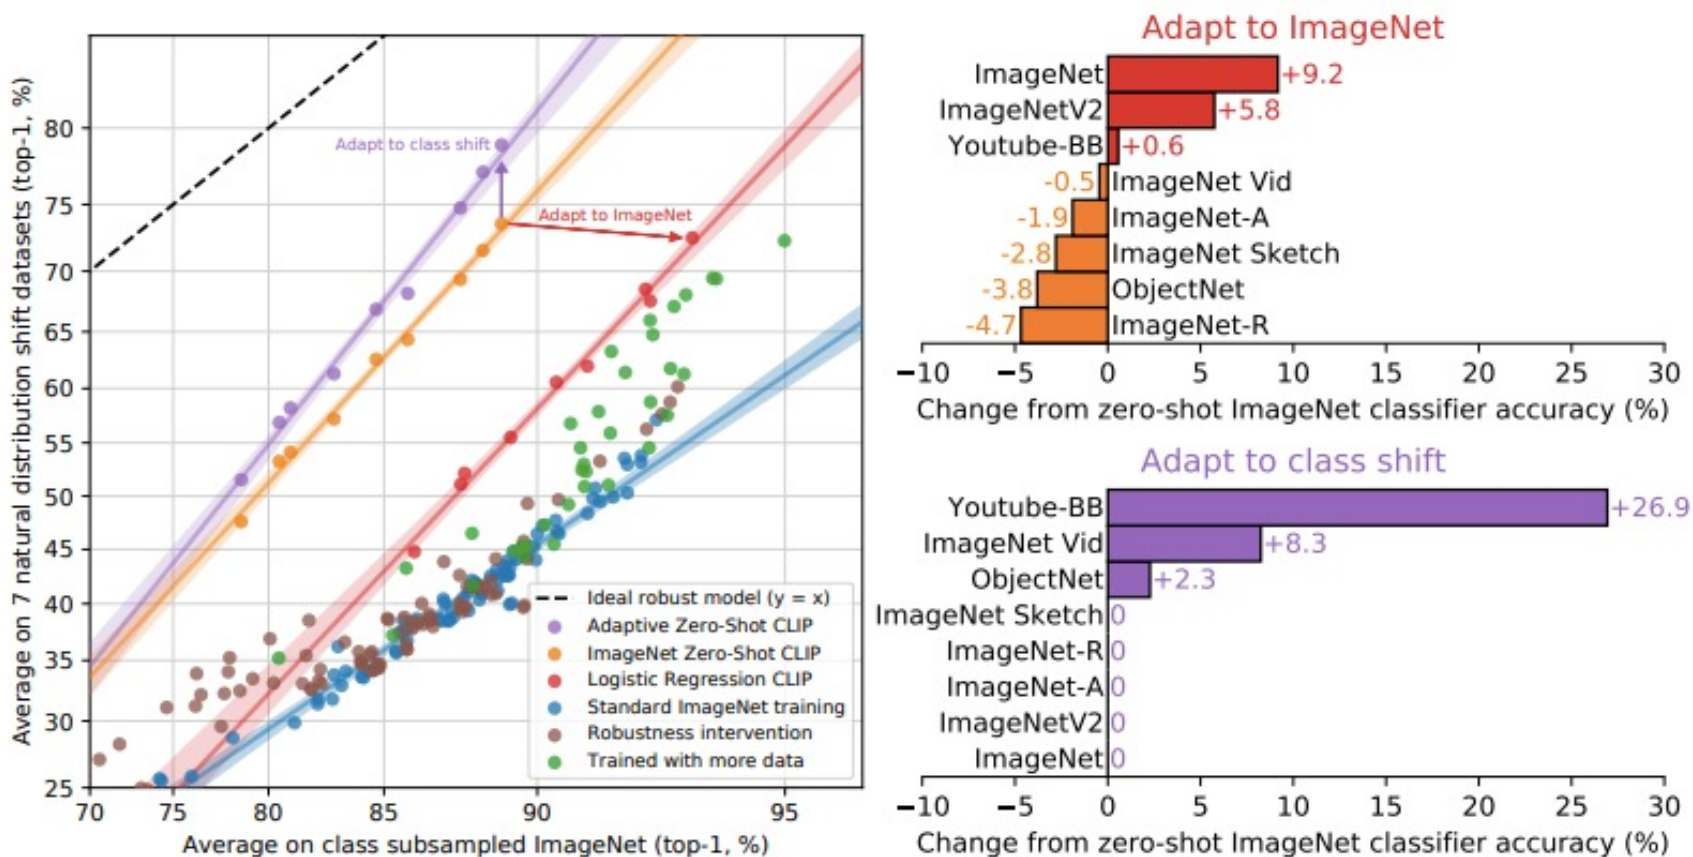 Average on 7 natural distribution shift datasets (top-1, %)
80
75
70
65
60
55
50
45
40
35
30
25
Adapt to class shift
Adapt to ImageNet
Ideal robust model (y = x)
Adaptive Zero-Shot CLIP
ImageNet Zero-Shot CLIP
Logistic Regression CLIP
Standard ImageNet training
Robustness intervention
Trained with more data
70 75 80 85 90 95
Average on class subsampled ImageNet (top-1, %)
Adapt to ImageNet
ImageNet +9.2
ImageNetV2 +5.8
Youtube-BB +0.6
-0.5 ImageNet Vid
-1.9 ImageNet-A
-2.8 ImageNet Sketch
-3.8 ObjectNet
-4.7 ImageNet-R
−10 −5 0 5 10 15 20 25 30
Change from zero-shot ImageNet classifier accuracy (%)
Adapt to class shift
Youtube-BB +26.9
ImageNet Vid +8.3
ObjectNet +2.3
ImageNet Sketch 0
ImageNet-R 0
ImageNet-A 0
ImageNetV2 0
ImageNet 0
−10 −5 0 5 10 15 20 25 30
Change from zero-shot ImageNet classifier accuracy (%)